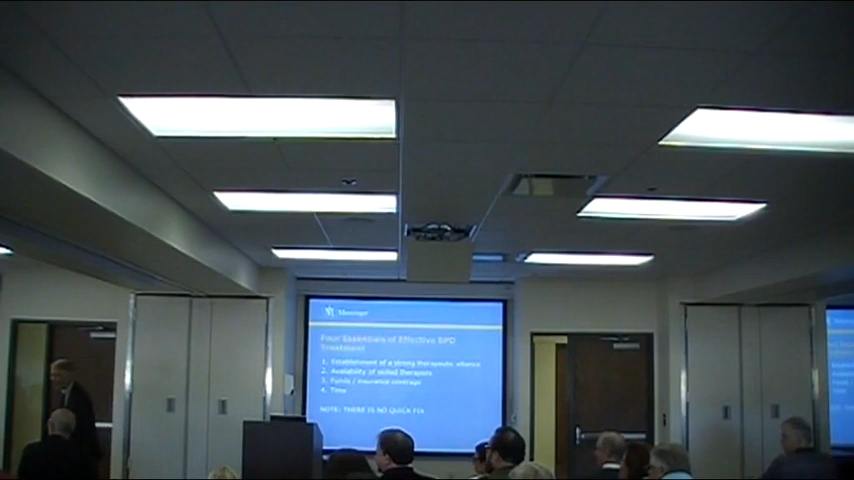 Menninger
Four Essentials of Effective BPD
Treatment
1. Establishment of a strong therapeutic alliance
2. Availability of skilled therapists
3. Funds / insurance coverage
4. Time
NOTE: THERE IS NO QUICK FIX